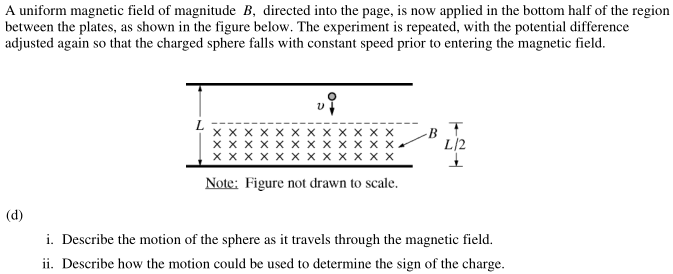 A uniform magnetic field of magnitude B, directed into the page, is now applied in the bottom half of the region
between the plates, as shown in the figure below. The experiment is repeated, with the potential difference
adjusted again so that the charged sphere falls with constant speed prior to entering the magnetic field.
υ
L
× × × × × × × × × × × ×
× × × × × × × × × × × ×
× × × × × × × × × × × ×
B
L/2
Note: Figure not drawn to scale.
(d)
i. Describe the motion of the sphere as it travels through the magnetic field.
ii. Describe how the motion could be used to determine the sign of the charge.